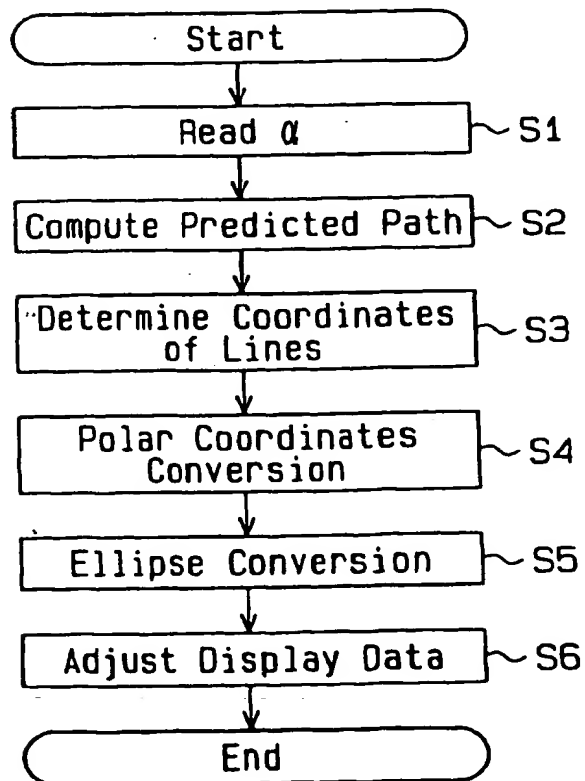 Start
Read α
S1
Compute Predicted Path
S2
Determine Coordinates
of Lines
S3
Polar Coordinates
Conversion
S4
Ellipse Conversion
S5
Adjust Display Data
S6
End